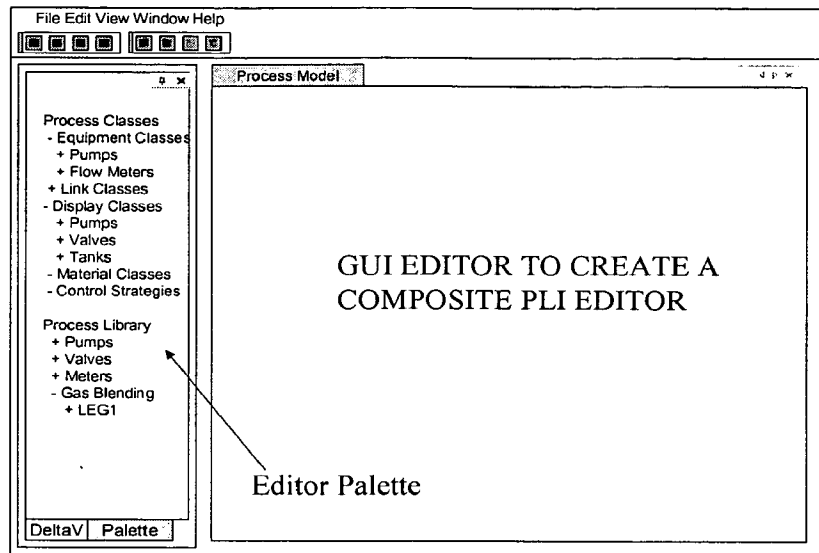 File Edit View Window Help
Process Model
Process Classes
- Equipment Classes
+ Pumps
+ Flow Meters
+ Link Classes
- Display Classes
+ Pumps
+ Valves
+ Tanks
- Material Classes
- Control Strategies
Process Library
+ Pumps
+ Valves
+ Meters
- Gas Blending
+ LEG1
DeltaV Palette
GUI EDITOR TO CREATE A
COMPOSITE PLI EDITOR
Editor Palette